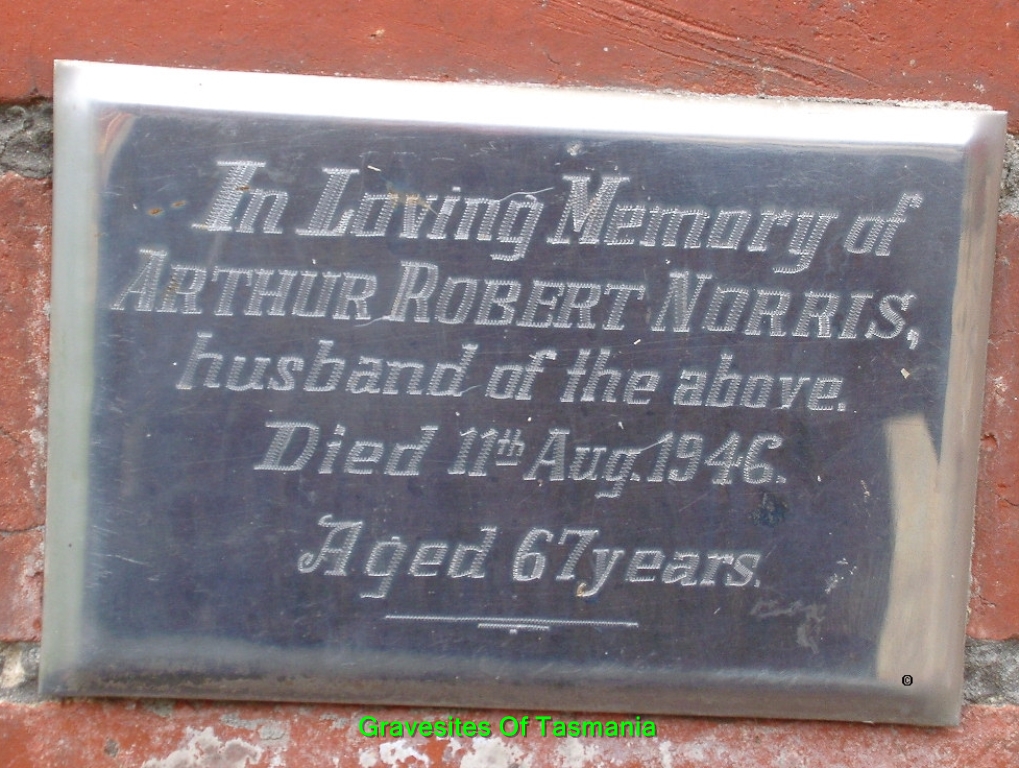 In Loving Memory of
ARTHUR ROBERT NORRIS,
husband of the above.
Died 11th Aug. 1946.
Aged 67 years.
©
Gravesites Of Tasmania